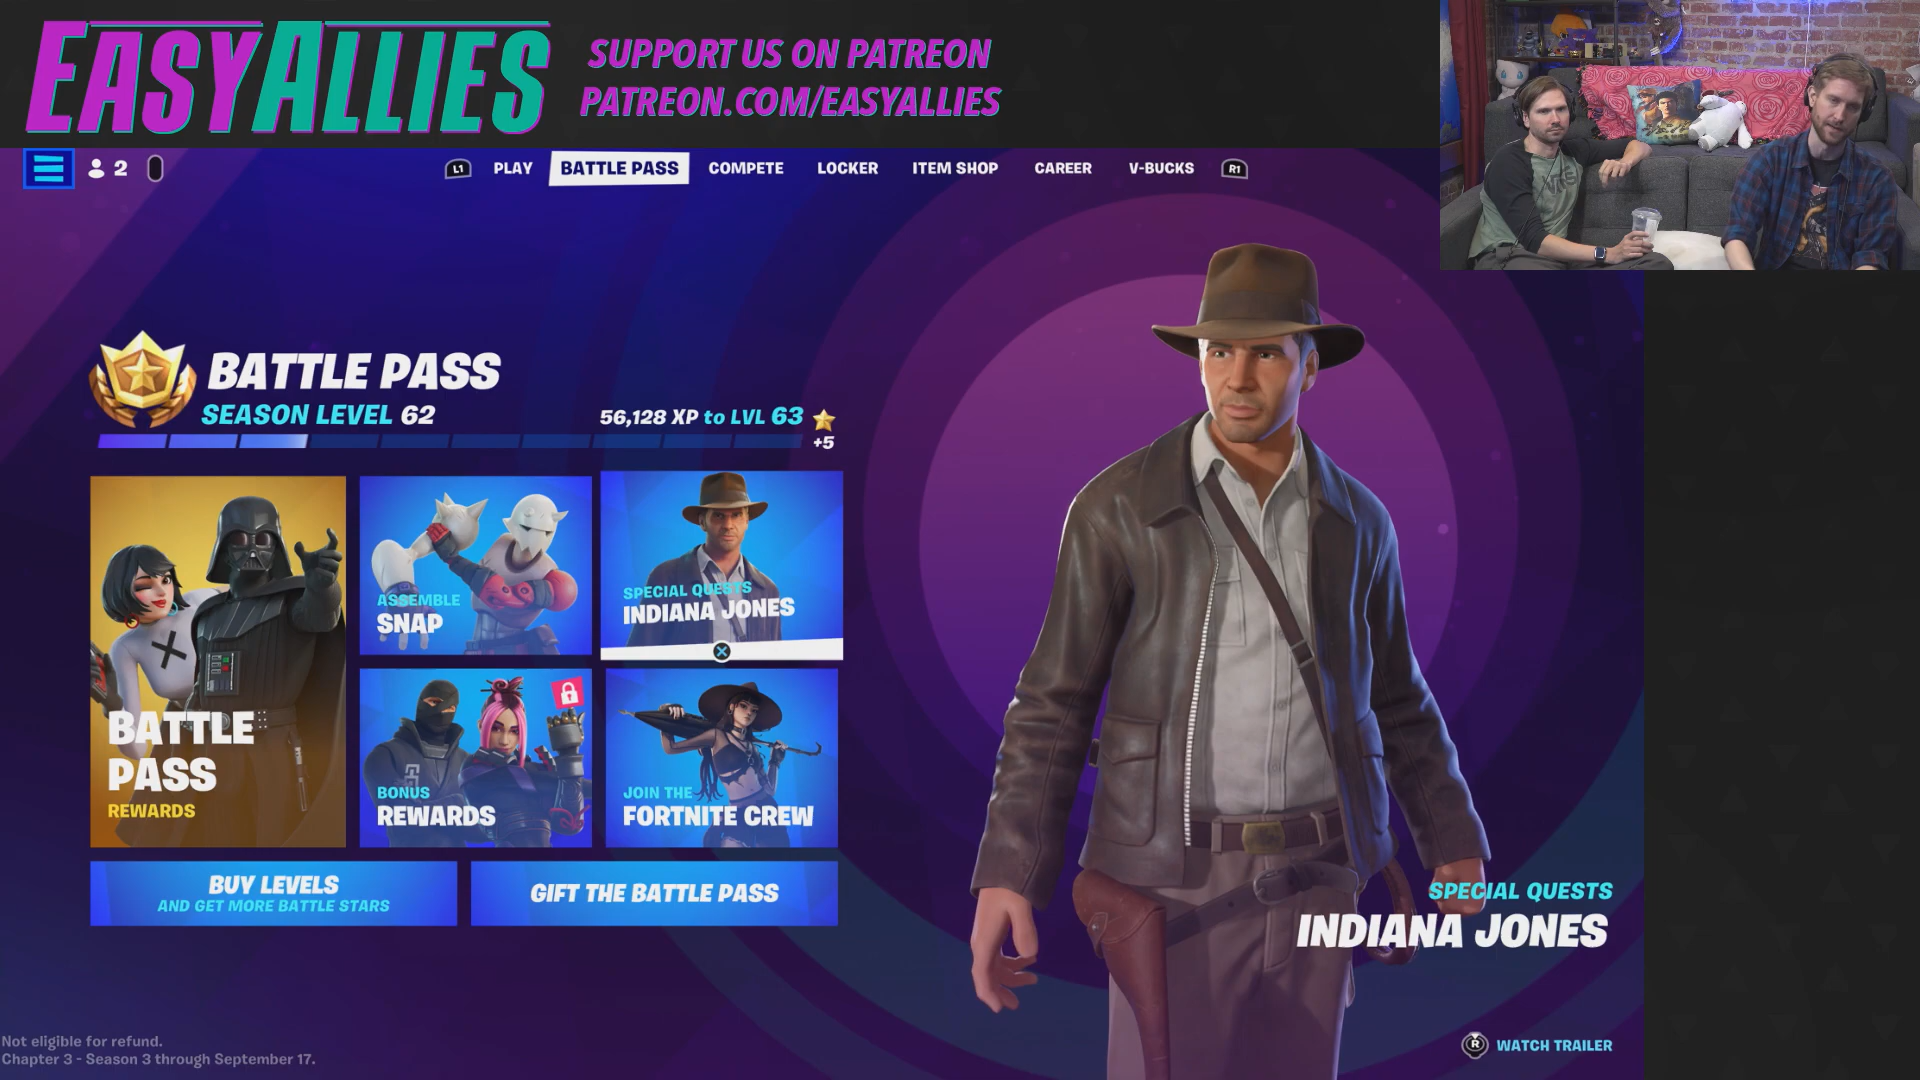 EASYALLIES
SUPPORT US ON PATREON
PATREON.COM/EASYALLIES
2
L1
PLAY
BATTLE PASS
COMPETE
LOCKER
ITEM SHOP
CAREER
V-BUCKS
R1
BATTLE PASS
SEASON LEVEL 62
56,128 XP to LVL 63
+5
BATTLE
PASS
REWARDS
ASSEMBLE
SNAP
SPECIAL QUESTS
INDIANA JONES
BONUS
REWARDS
JOIN THE
FORTNITE CREW
BUY LEVELS
AND GET MORE BATTLE STARS
GIFT THE BATTLE PASS
SPECIAL QUESTS
INDIANA JONES
R
WATCH TRAILER
Not eligible for refund.
Chapter 3 - Season 3 through September 17.